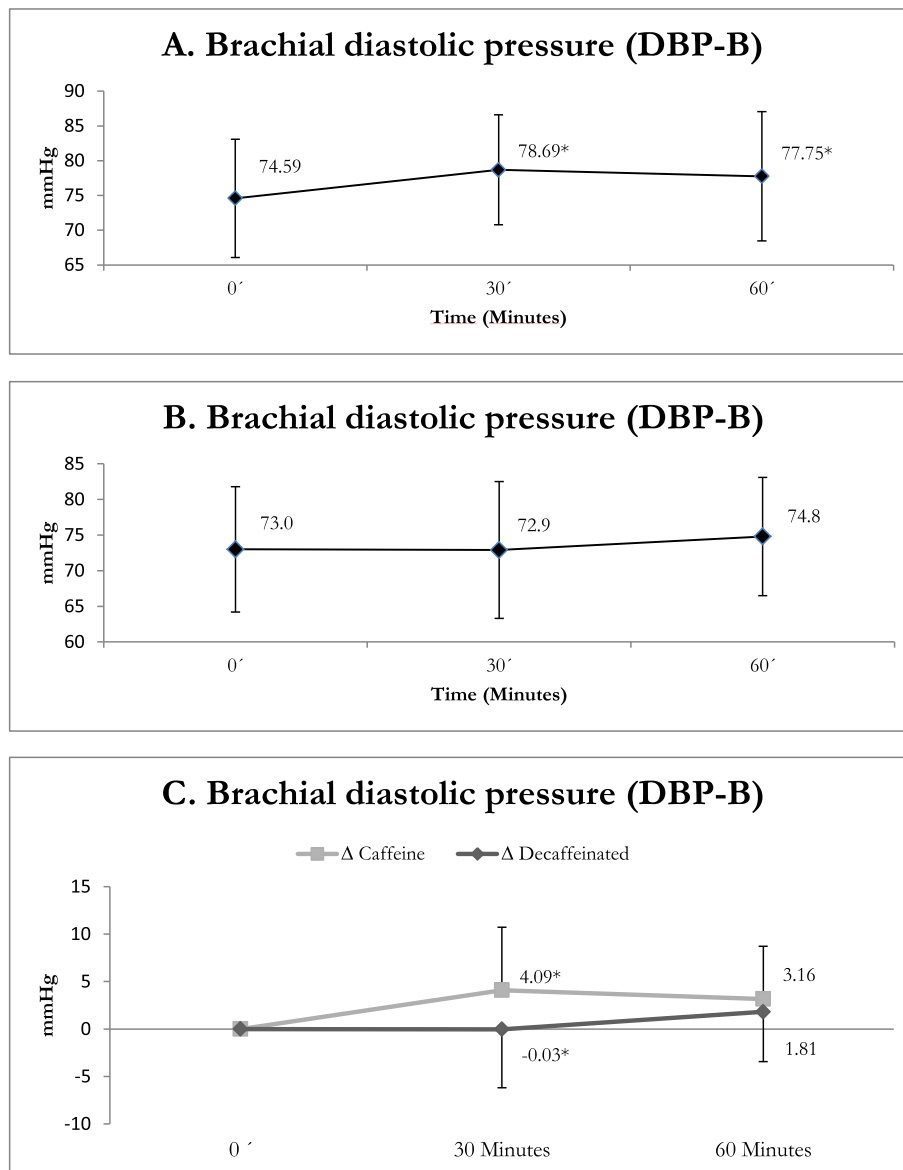 A. Brachial diastolic pressure (DBP-B)
90
85
80
75
70
65
mmHg
74.59
78.69*
77.75*
0´
30´
60´
Time (Minutes)
B. Brachial diastolic pressure (DBP-B)
85
80
75
70
65
60
mmHg
73.0
72.9
74.8
0´
30´
60´
Time (Minutes)
C. Brachial diastolic pressure (DBP-B)
Δ Caffeine
Δ Decaffeinated
15
10
5
0
-5
-10
mmHg
4.09*
3.16
-0.03*
1.81
0 ´
30 Minutes
60 Minutes